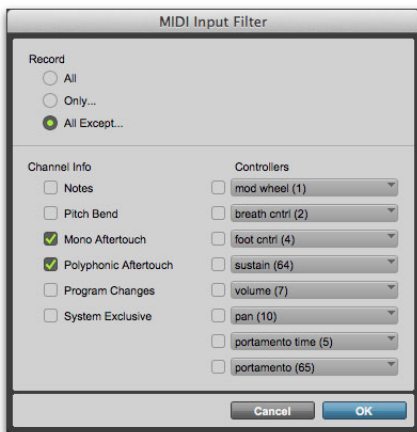 MIDI Input Filter
Record
All
Only...
All Except...
Channel Info
Notes
Pitch Bend
Mono Aftertouch
Polyphonic Aftertouch
Program Changes
System Exclusive
Controllers
mod wheel (1)
breath cntrl (2)
foot cntrl (4)
sustain (64)
volume (7)
pan (10)
portamento time (5)
portamento (65)
Cancel
OK